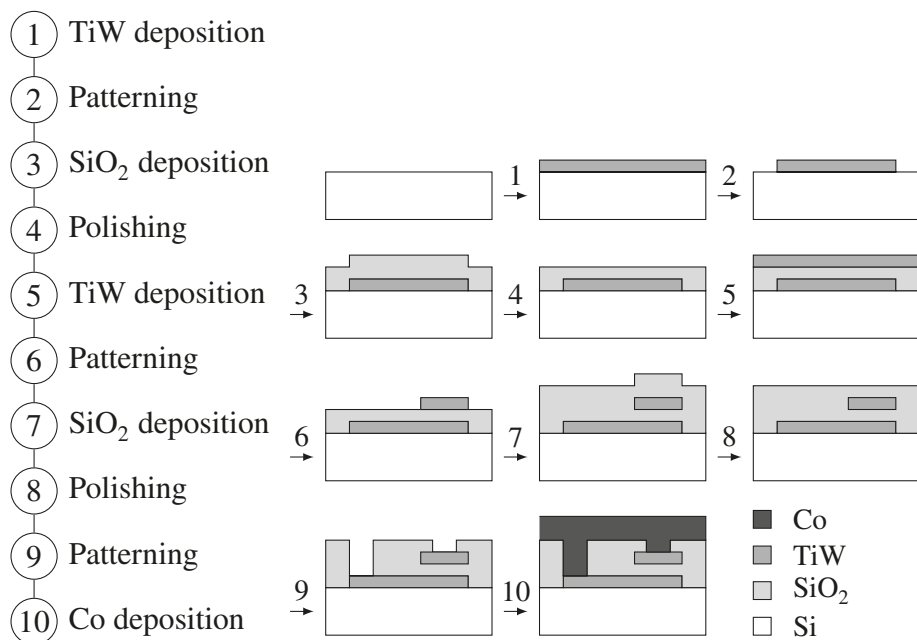 1 TiW deposition
2 Patterning
3 SiO₂ deposition
4 Polishing
5 TiW deposition
6 Patterning
7 SiO₂ deposition
8 Polishing
9 Patterning
10 Co deposition
1
2
3
4
5
6
7
8
9
10
Co
TiW
SiO₂
Si